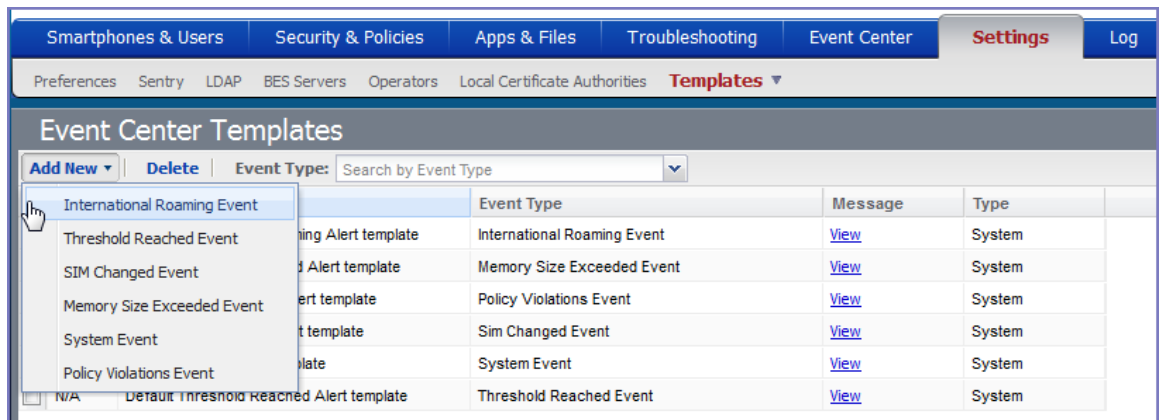 Smartphones & Users Security & Policies Apps & Files Troubleshooting Event Center Settings Log
Preferences Sentry LDAP BES Servers Operators Local Certificate Authorities Templates
Event Center Templates
Add New Delete Event Type: Search by Event Type
International Roaming Event
Threshold Reached Event
SIM Changed Event
Memory Size Exceeded Event
System Event
Policy Violations Event
Event Type Message Type
Alert template International Roaming Event View System
Alert template Memory Size Exceeded Event View System
template Policy Violations Event View System
template Sim Changed Event View System
System Event View System
N/A Default Threshold Reached Alert template Threshold Reached Event View System